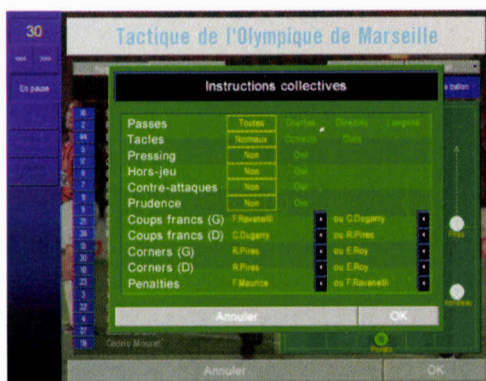 30
Tactique de l'Olympique de Marseille
<<< >>>
En pause
Instructions collectives
Passes Toutes Courtes Directes Longues
Tacles Normaux Corrects Durs
Pressing Non Oui
Hors-jeu Non Oui
Contre-attaques Non Oui
Prudence Non Oui
Coups francs (G) F.Ravanelli ou C.Dugarry
Coups francs (D) C.Dugarry ou R.Pires
Corners (G) R.Pires ou E.Roy
Corners (D) R.Pires ou E.Roy
Penalties F.Maurice ou F.Ravanelli
Annuler OK
Cédric Mouret
Annuler OK